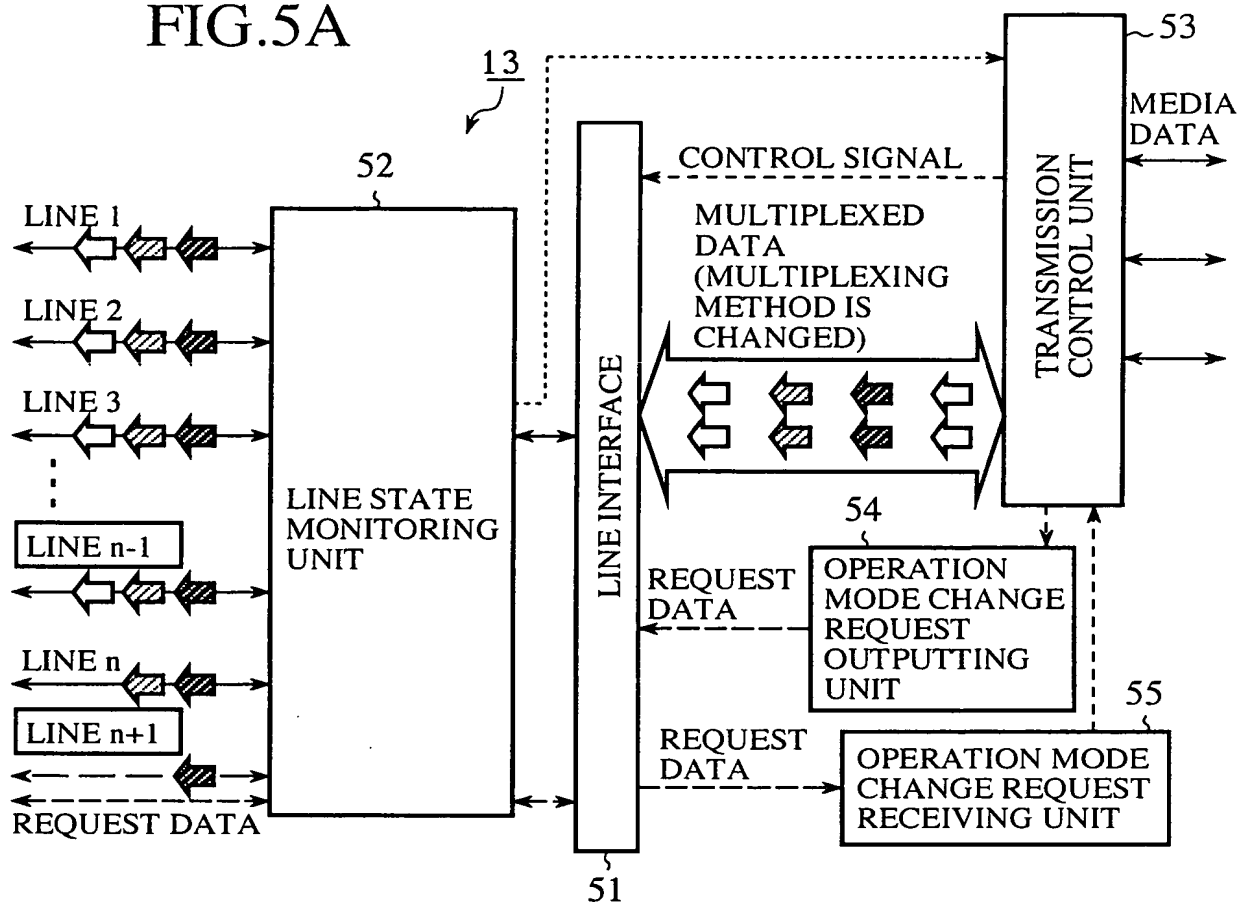 FIG.5A
13
53
MEDIA
DATA
TRANSMISSION
CONTROL UNIT
CONTROL SIGNAL
MULTIPLEXED
DATA
(MULTIPLEXING
METHOD IS
CHANGED)
52
LINE 1
LINE 2
LINE 3
LINE n-1
LINE n
LINE n+1
REQUEST DATA
LINE STATE
MONITORING
UNIT
LINE INTERFACE
51
54
REQUEST
DATA
OPERATION
MODE CHANGE
REQUEST
OUTPUTTING
UNIT
55
REQUEST
DATA
OPERATION MODE
CHANGE REQUEST
RECEIVING UNIT